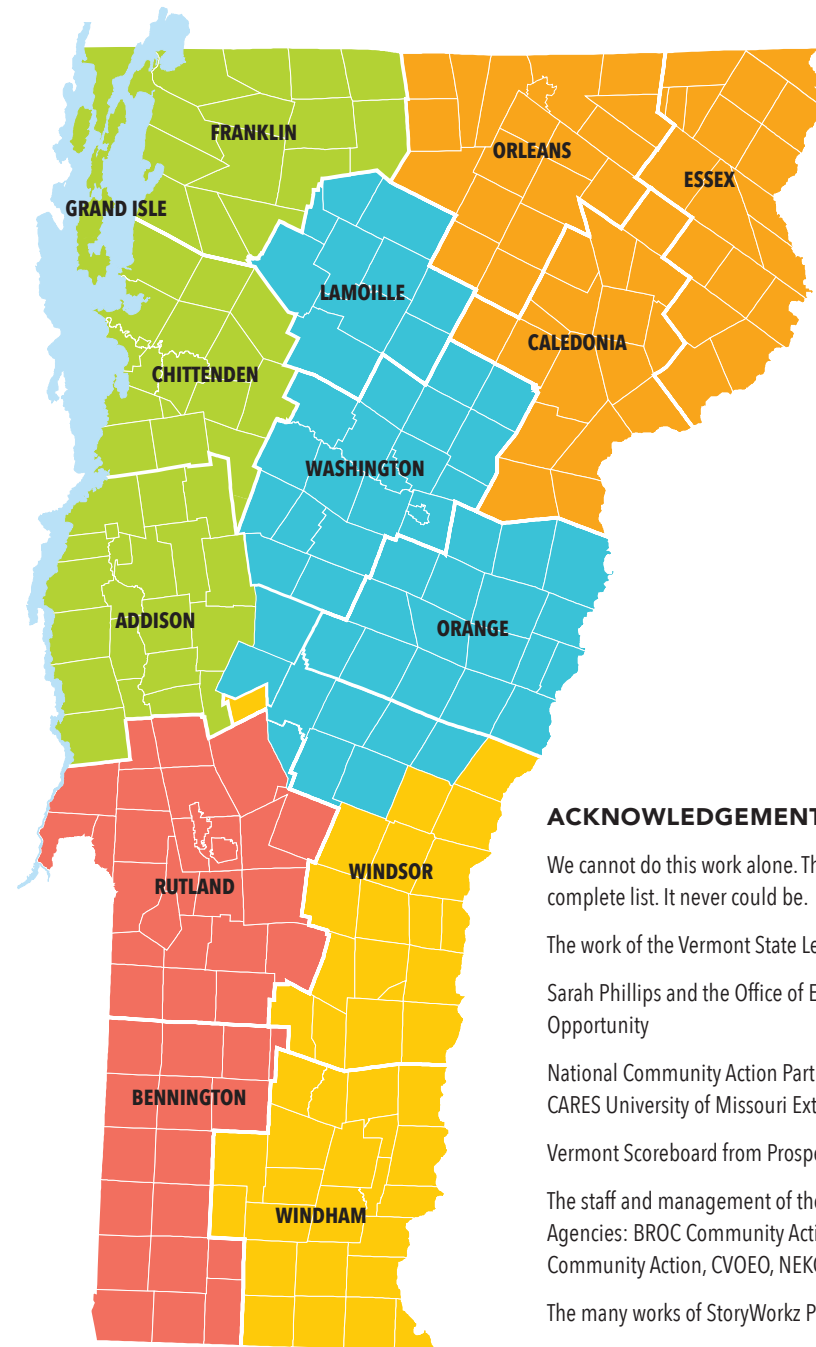 FRANKLIN
ORLEANS
ESSEX
GRAND ISLE
LAMOILLE
CALEDONIA
CHITTENDEN
WASHINGTON
ADDISON
ORANGE
ACKNOWLEDGEMENT
We cannot do this work alone. Th
complete list. It never could be.
The work of the Vermont State Le
Sarah Phillips and the Office of E
Opportunity
National Community Action Part
CARES University of Missouri Ext
Vermont Scoreboard from Prospe
The staff and management of the
Agencies: BROC Community Acti
Community Action, CVOEO, NEKC
The many works of StoryWorkz P
WINDSOR
RUTLAND
BENNINGTON
WINDHAM